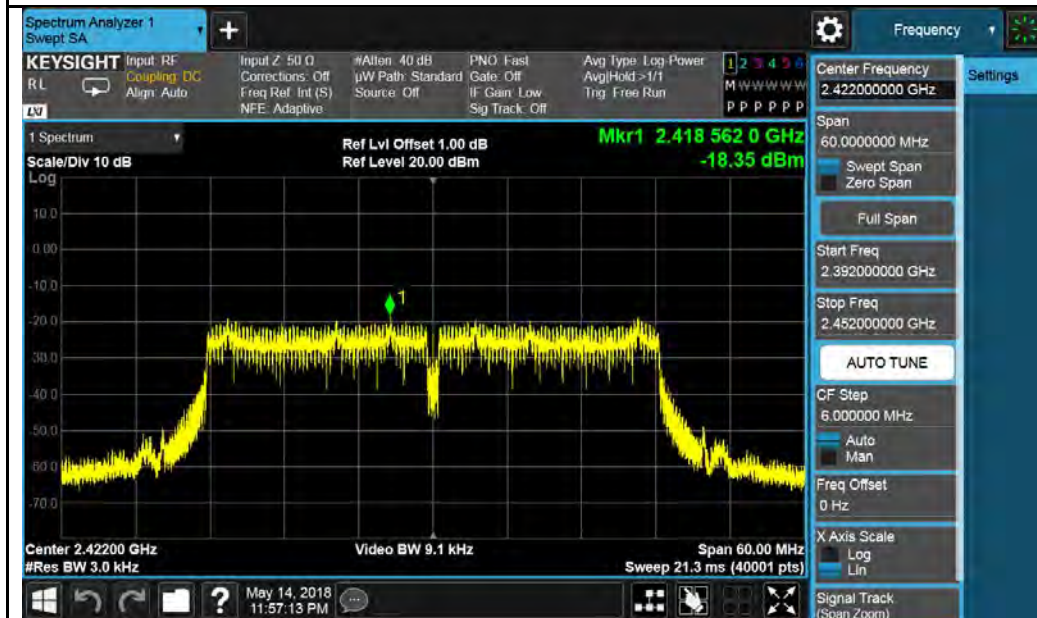 Spectrum Analyzer 1
Swept SA
+
Frequency
KEYSIGHT
RL
LXI
Input: RF
Coupling: DC
Align: Auto
Input Z: 50 Ω
Corrections: Off
Freq Ref: Int (S)
NFE: Adaptive
#Atten: 40 dB
µW Path: Standard
Source: Off
PNO: Fast
Gate: Off
IF Gain: Low
Sig Track: Off
Avg Type: Log-Power
Avg|Hold:>1/1
Trig: Free Run
1 2 3 4 5 6
M W W W W W
P P P P P P
1 Spectrum
Scale/Div 10 dB
Log
Ref Lvl Offset 1.00 dB
Ref Level 20.00 dBm
Mkr1 2.418 562 0 GHz
-18.35 dBm
10.0
0.00
-10.0
-20.0
-30.0
-40.0
-50.0
-60.0
-70.0
1
Center 2.42200 GHz
#Res BW 3.0 kHz
Video BW 9.1 kHz
Span 60.00 MHz
Sweep 21.3 ms (40001 pts)
?
May 14, 2018
11:57:13 PM
Center Frequency
2.422000000 GHz
Span
60.0000000 MHz
Swept Span
Zero Span
Full Span
Start Freq
2.392000000 GHz
Stop Freq
2.452000000 GHz
AUTO TUNE
CF Step
6.000000 MHz
Auto
Man
Freq Offset
0 Hz
X Axis Scale
Log
Lin
Signal Track
(Span Zoom)
Settings